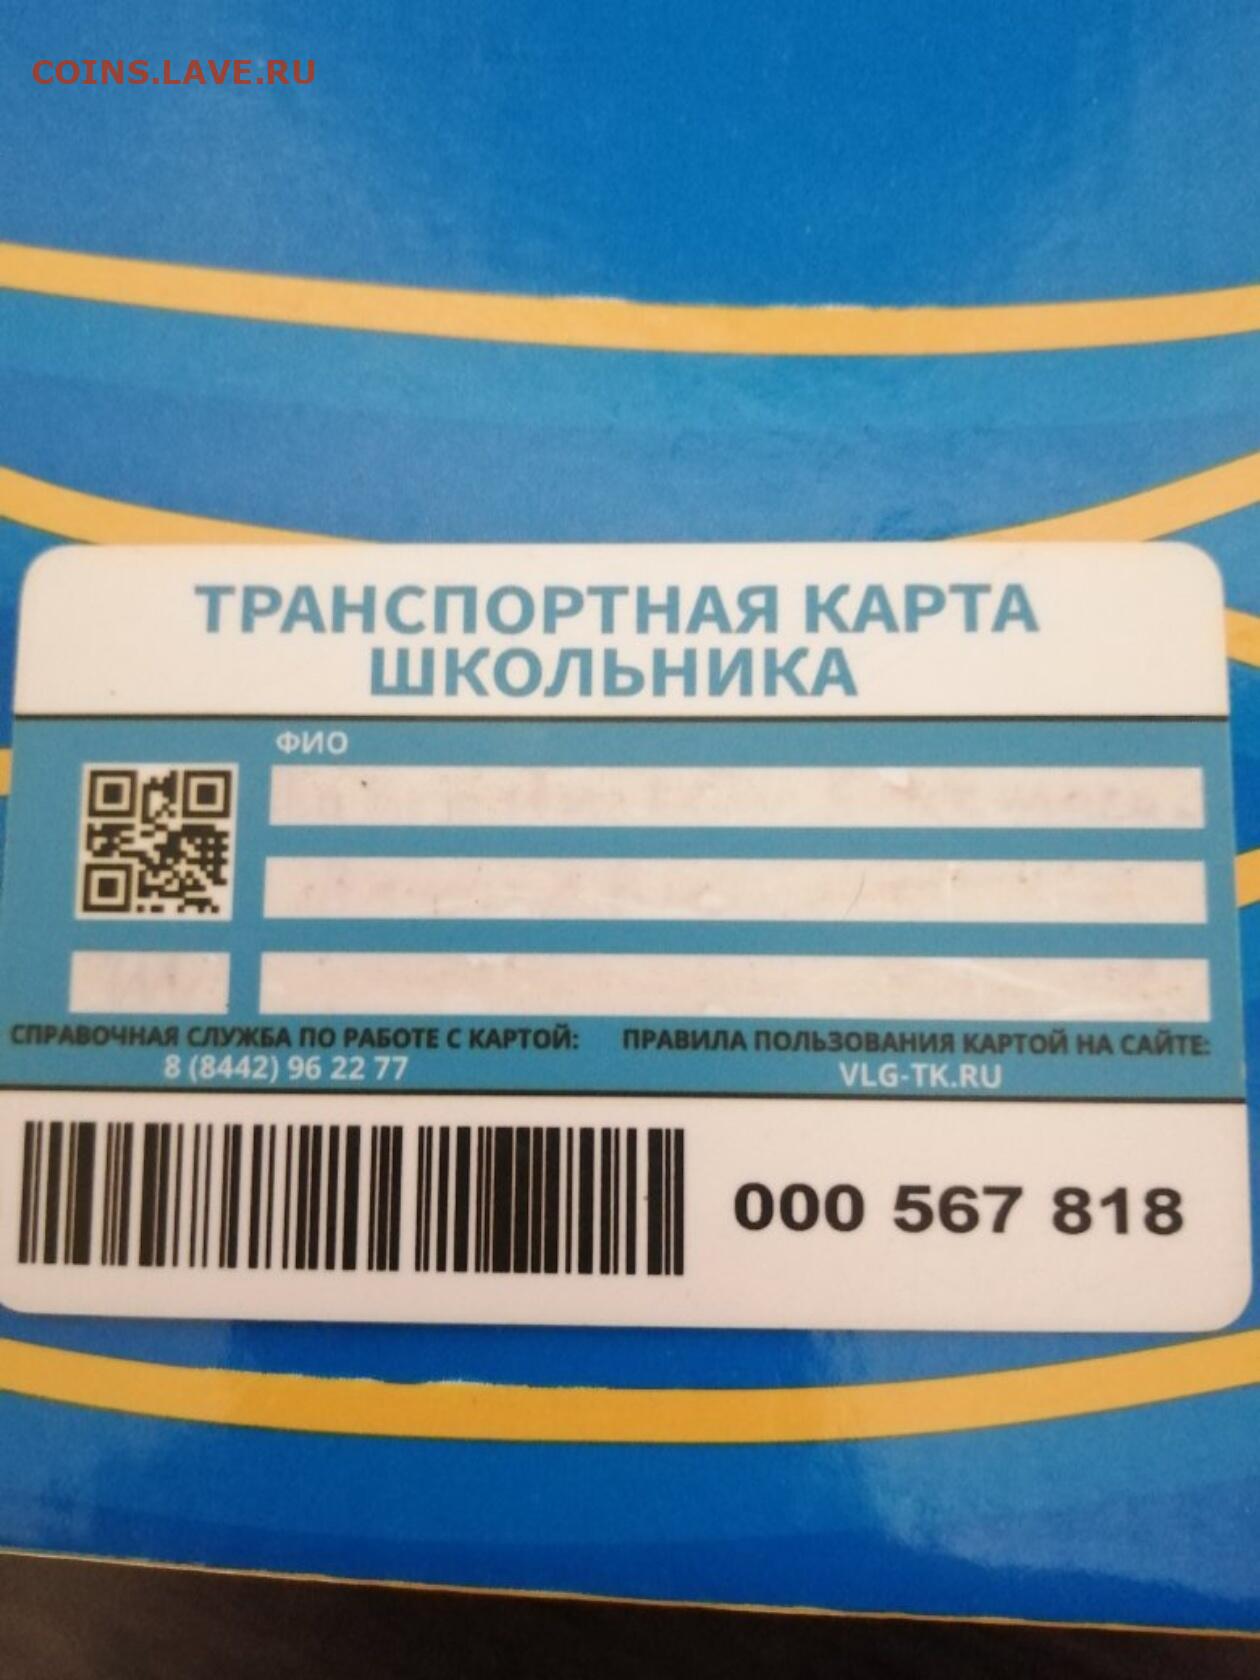 COINS.LAVE.RU
ТРАНСПОРТНАЯ КАРТА
ШКОЛЬНИКА
ФИО
СПРАВОЧНАЯ СЛУЖБА ПО РАБОТЕ С КАРТОЙ:
8 (8442) 96 22 77
ПРАВИЛА ПОЛЬЗОВАНИЯ КАРТОЙ НА САЙТЕ:
VLG-TK.RU
000 567 818